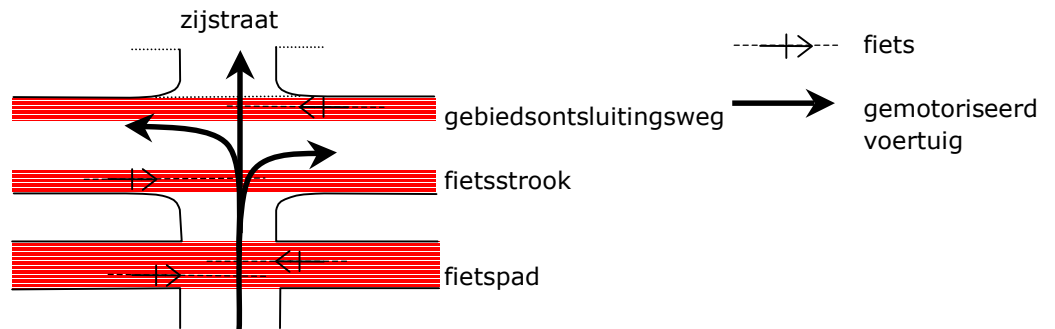 zijstraat
fiets
gebiedsontsluitingsweg
gemotoriseerd
voertuig
fietsstrook
fietspad